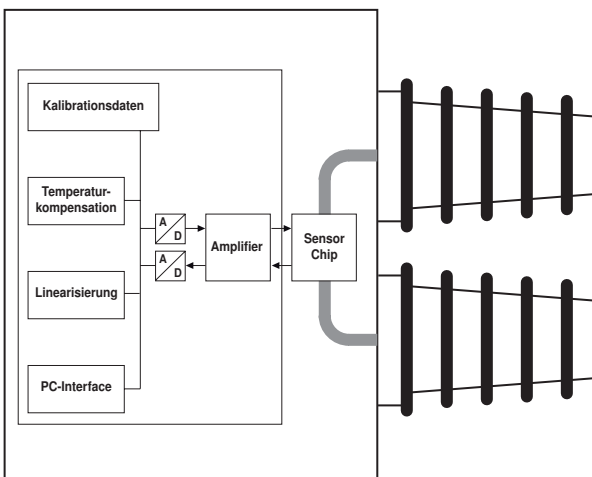 Kalibrationsdaten
Temperatur-
kompensation
A
D
Amplifier
Sensor
Chip
A
D
Linearisierung
PC-Interface